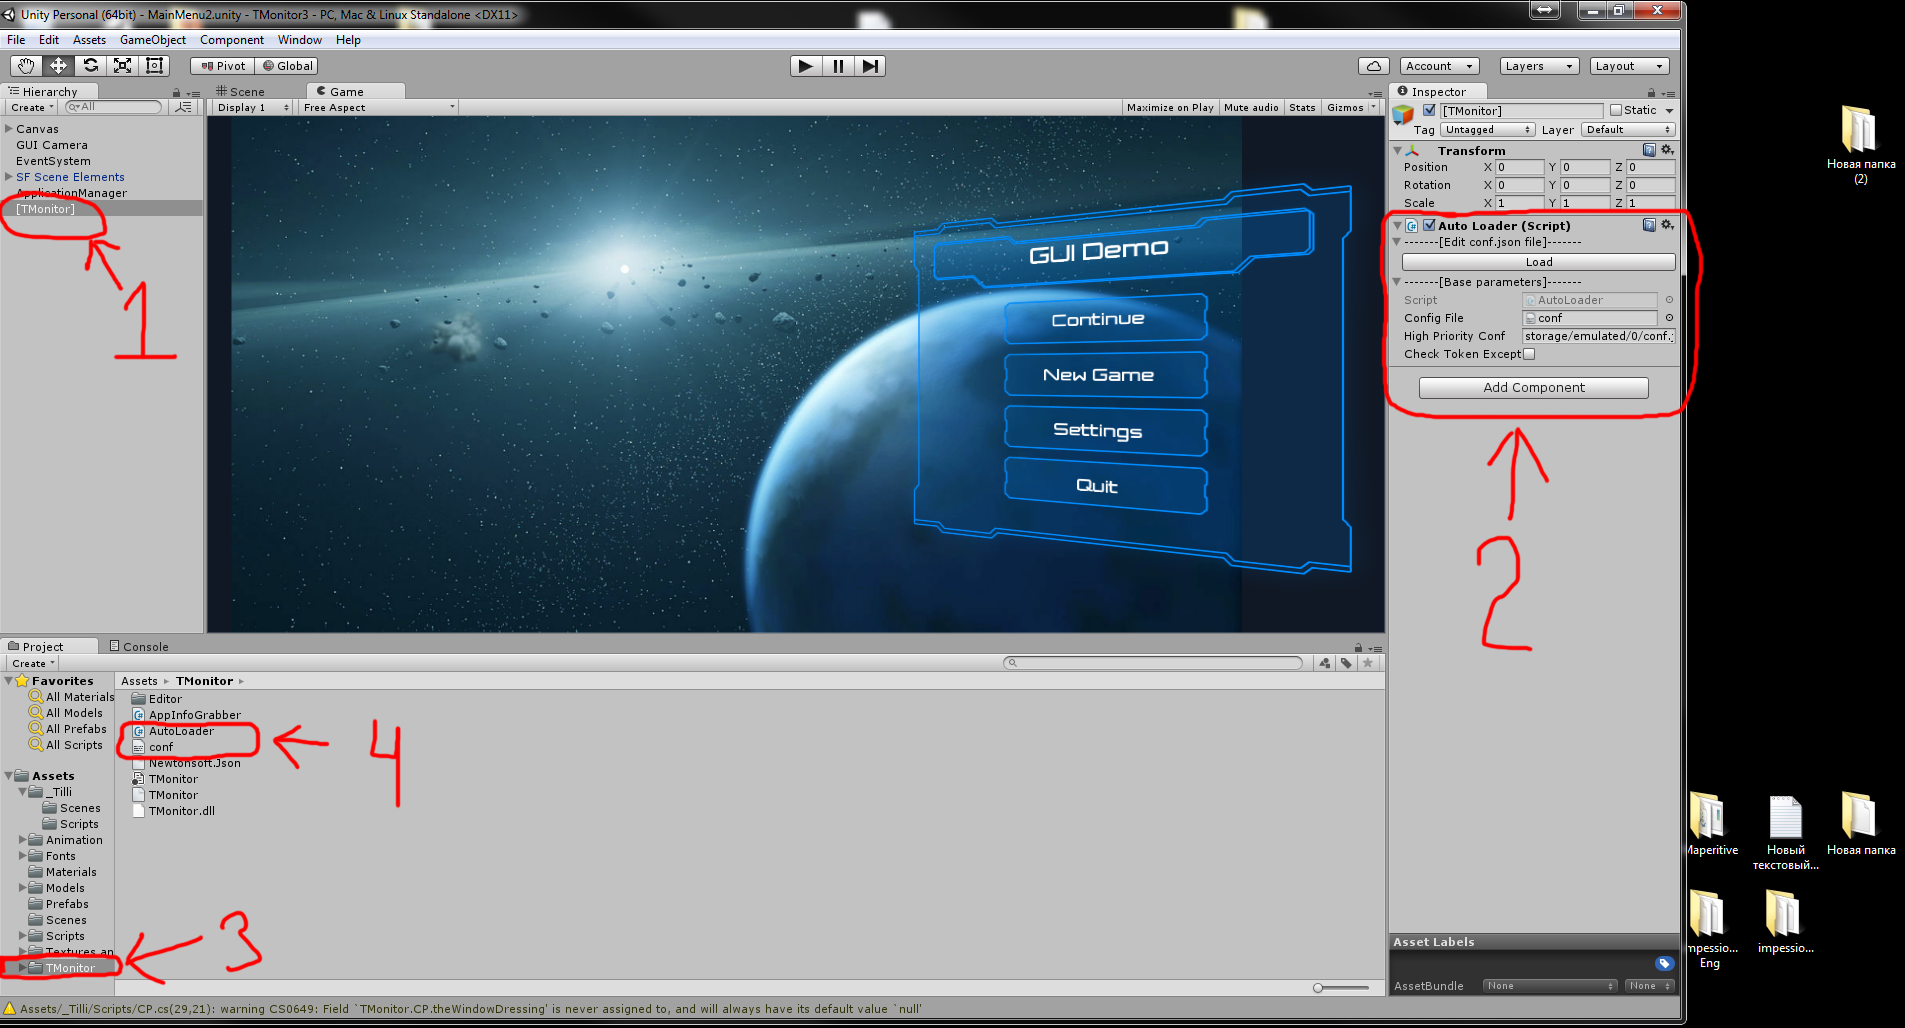 Unity Personal (64bit) - MainMenu2.unity - TMonitor3 - PC, Mac & Linux Standalone <DX11>
File Edit Assets GameObject Component Window Help
Pivot Global Account Layers Layout
Hierarchy
Create All
Canvas
GUI Camera
EventSystem
SF Scene Elements
ApplicationManager
[TMonitor]
1
Scene Game
Display 1 Free Aspect Maximize on Play Mute audio Stats Gizmos
GUI Demo
Continue
New Game
Settings
Quit
Inspector
[TMonitor] Static
Tag Untagged Layer Default
Transform
Position X 0 Y 0 Z 0
Rotation X 0 Y 0 Z 0
Scale X 1 Y 1 Z 1
Auto Loader (Script)
-------[Edit conf.json file]-------
Load
-------[Base parameters]-------
Script AutoLoader
Config File conf
High Priority Conf storage/emulated/0/conf.
Check Token Except
Add Component
2
Project Console
Create
Favorites
All Materials
All Models
All Prefabs
All Scripts
Assets
_Tilli
Scenes
Scripts
Animation
Fonts
Materials
Models
Prefabs
Scenes
Scripts
Textures an
TMonitor
3
Assets TMonitor
Editor
AppInfoGrabber
AutoLoader
conf
Newtonsoft.Json
TMonitor
TMonitor
TMonitor.dll
4
Asset Labels
AssetBundle None None
Assets/_Tilli/Scripts/CP.cs(29,21): warning CS0649: Field `TMonitor.CP.theWindowDressing' is never assigned to, and will always have its default value `null'
Новая папка
(2)
Maperitive
Новый
текстовый...
Новая папка
mpessio...
Eng
impessio...